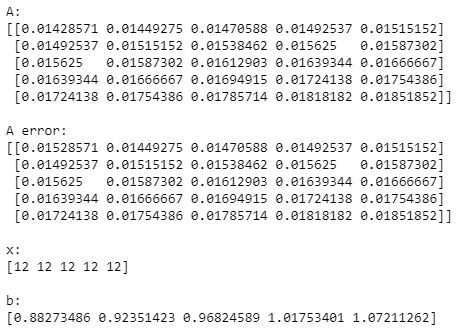 A:
[[0.01428571 0.01449275 0.01470588 0.01492537 0.01515152]
[0.01492537 0.01515152 0.01538462 0.015625 0.01587302]
[0.015625 0.01587302 0.01612903 0.01639344 0.01666667]
[0.01639344 0.01666667 0.01694915 0.01724138 0.01754386]
[0.01724138 0.01754386 0.01785714 0.01818182 0.01851852]]
A error:
[[0.01528571 0.01449275 0.01470588 0.01492537 0.01515152]
[0.01492537 0.01515152 0.01538462 0.015625 0.01587302]
[0.015625 0.01587302 0.01612903 0.01639344 0.01666667]
[0.01639344 0.01666667 0.01694915 0.01724138 0.01754386]
[0.01724138 0.01754386 0.01785714 0.01818182 0.01851852]]
x:
[12 12 12 12 12]
b:
[0.88273486 0.92351423 0.96824589 1.01753401 1.07211262]